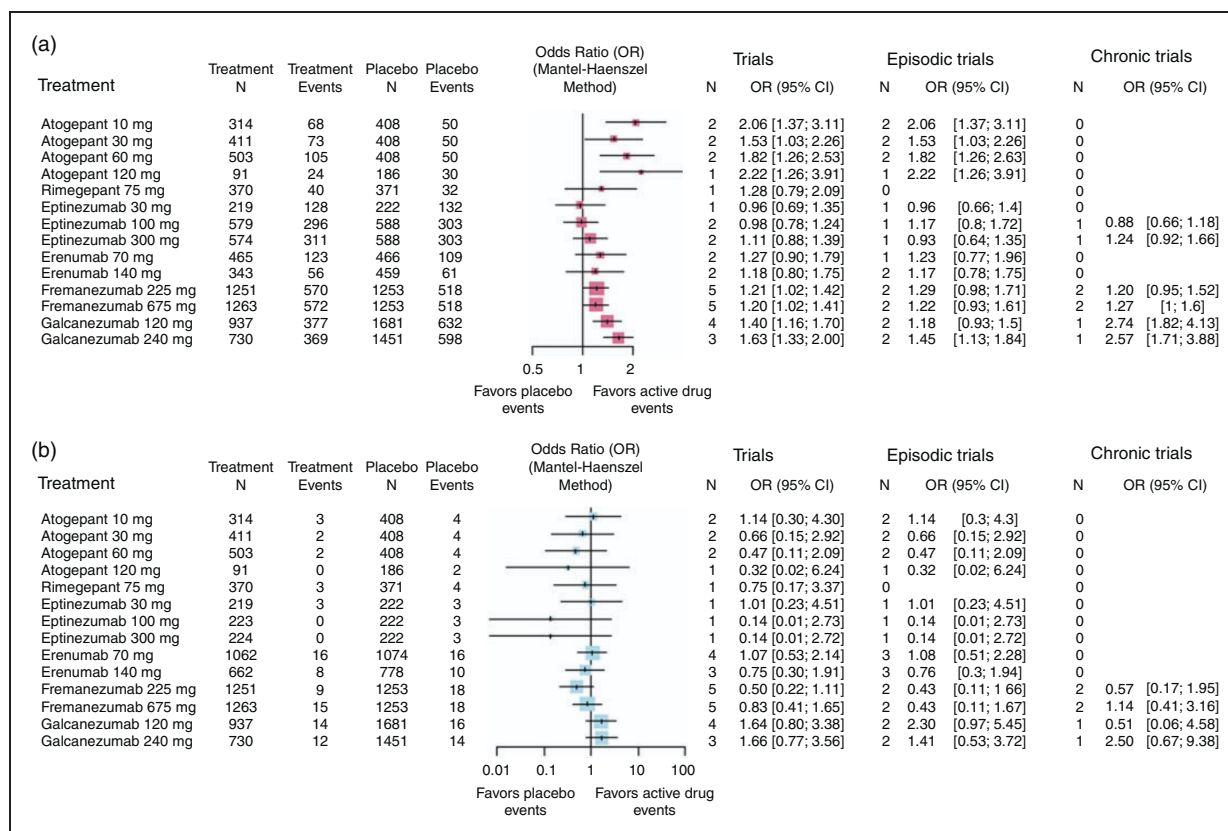 (a)
Treatment Treatment N Treatment Events Placebo N Placebo Events Odds Ratio (OR) (Mantel-Haenszel Method) Trials N OR (95% CI) Episodic trials N OR (95% CI) Chronic trials N OR (95% CI)
Atogepant 10 mg 314 68 408 50 2 2.06 [1.37; 3.11] 2 2.06 [1.37; 3.11] 0
Atogepant 30 mg 411 73 408 50 2 1.53 [1.03; 2.26] 2 1.53 [1.03; 2.26] 0
Atogepant 60 mg 503 105 408 50 2 1.82 [1.26; 2.53] 2 1.82 [1.26; 2.63] 0
Atogepant 120 mg 91 24 186 30 1 2.22 [1.26; 3.91] 1 2.22 [1.26; 3.91] 0
Rimegepant 75 mg 370 40 371 32 1 1.28 [0.79; 2.09] 0
Eptinezumab 30 mg 219 128 222 132 1 0.96 [0.69; 1.35] 1 0.96 [0.66; 1.4] 0
Eptinezumab 100 mg 579 296 588 303 2 0.98 [0.78; 1.24] 1 1.17 [0.8; 1.72] 1 0.88 [0.66; 1.18]
Eptinezumab 300 mg 574 311 588 303 2 1.11 [0.88; 1.39] 1 0.93 [0.64; 1.35] 1 1.24 [0.92; 1.66]
Erenumab 70 mg 465 123 466 109 2 1.27 [0.90; 1.79] 1 1.23 [0.77; 1.96] 0
Erenumab 140 mg 343 56 459 61 2 1.18 [0.80; 1.75] 2 1.17 [0.78; 1.75] 0
Fremanezumab 225 mg 1251 570 1253 518 5 1.21 [1.02; 1.42] 2 1.29 [0.98; 1.71] 2 1.20 [0.95; 1.52]
Fremanezumab 675 mg 1263 572 1253 518 5 1.20 [1.02; 1.41] 2 1.22 [0.93; 1.61] 2 1.27 [1; 1.6]
Galcanezumab 120 mg 937 377 1681 632 4 1.40 [1.16; 1.70] 2 1.18 [0.93; 1.5] 1 2.74 [1.82; 4.13]
Galcanezumab 240 mg 730 369 1451 598 3 1.63 [1.33; 2.00] 2 1.45 [1.13; 1.84] 1 2.57 [1.71; 3.88]
0.5 1 2
Favors placebo events Favors active drug events
(b)
Treatment Treatment N Treatment Events Placebo N Placebo Events Odds Ratio (OR) (Mantel-Haenszel Method) Trials N OR (95% CI) Episodic trials N OR (95% CI) Chronic trials N OR (95% CI)
Atogepant 10 mg 314 3 408 4 2 1.14 [0.30; 4.30] 2 1.14 [0.3; 4.3] 0
Atogepant 30 mg 411 2 408 4 2 0.66 [0.15; 2.92] 2 0.66 [0.15; 2.92] 0
Atogepant 60 mg 503 2 408 4 2 0.47 [0.11; 2.09] 2 0.47 [0.11; 2.09] 0
Atogepant 120 mg 91 0 186 2 1 0.32 [0.02; 6.24] 1 0.32 [0.02; 6.24] 0
Rimegepant 75 mg 370 3 371 4 1 0.75 [0.17; 3.37] 0 0
Eptinezumab 30 mg 219 3 222 3 1 1.01 [0.23; 4.51] 1 1.01 [0.23; 4.51] 0
Eptinezumab 100 mg 223 0 222 3 1 0.14 [0.01; 2.73] 1 0.14 [0.01; 2.72] 0
Eptinezumab 300 mg 224 0 222 3 1 0.14 [0.01; 2.72] 1 0.14 [0.01; 2.72] 0
Erenumab 70 mg 1062 16 1074 16 4 1.07 [0.53; 2.14] 3 1.08 [0.51; 2.28] 0
Erenumab 140 mg 662 8 778 10 3 0.75 [0.30; 1.91] 3 0.76 [0.3; 1.94] 0
Fremanezumab 225 mg 1251 9 1253 18 5 0.50 [0.22; 1.11] 2 0.43 [0.11; 1 66] 2 0.57 [0.17; 1.95]
Fremanezumab 675 mg 1263 15 1253 18 5 0.83 [0.41; 1.65] 2 0.43 [0.11; 1.67] 2 1.14 [0.41; 3.16]
Galcanezumab 120 mg 937 14 1681 16 4 1.64 [0.80; 3.38] 2 2.30 [0.97; 5.45] 1 0.51 [0.06; 4.58]
Galcanezumab 240 mg 730 12 1451 14 3 1.66 [0.77; 3.56] 2 1.41 [0.53; 3.72] 1 2.50 [0.67; 9.38]
0.01 0.1 1 10 100
Favors placebo events Favors active drug events